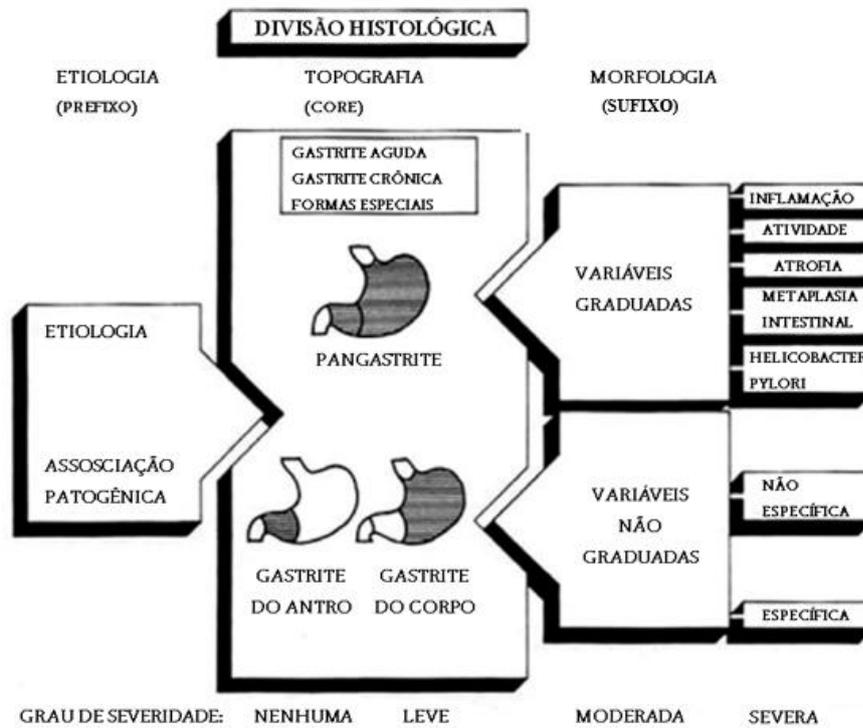 DIVISÃO HISTOLÓGICA
ETIOLOGIA
(PREFIXO)
TOPOGRAFIA
(CORE)
MORFOLOGIA
(SUFIXO)
ETIOLOGIA
ASSOSCIAÇÃO
PATOGÊNICA
GASTRITE AGUDA
GASTRITE CRÔNICA
FORMAS ESPECIAIS
PANGASTRITE
GASTRITE
DO ANTRO
GASTRITE
DO CORPO
VARIÁVEIS
GRADUADAS
INFLAMAÇÃO
ATIVIDADE
ATROFIA
METAPLASIA
INTESTINAL
HELICOBACTER
PYLORI
VARIÁVEIS
NÃO
GRADUADAS
NÃO
ESPECÍFICA
ESPECÍFICA
GRAU DE SEVERIDADE: NENHUMA LEVE MODERADA SEVERA